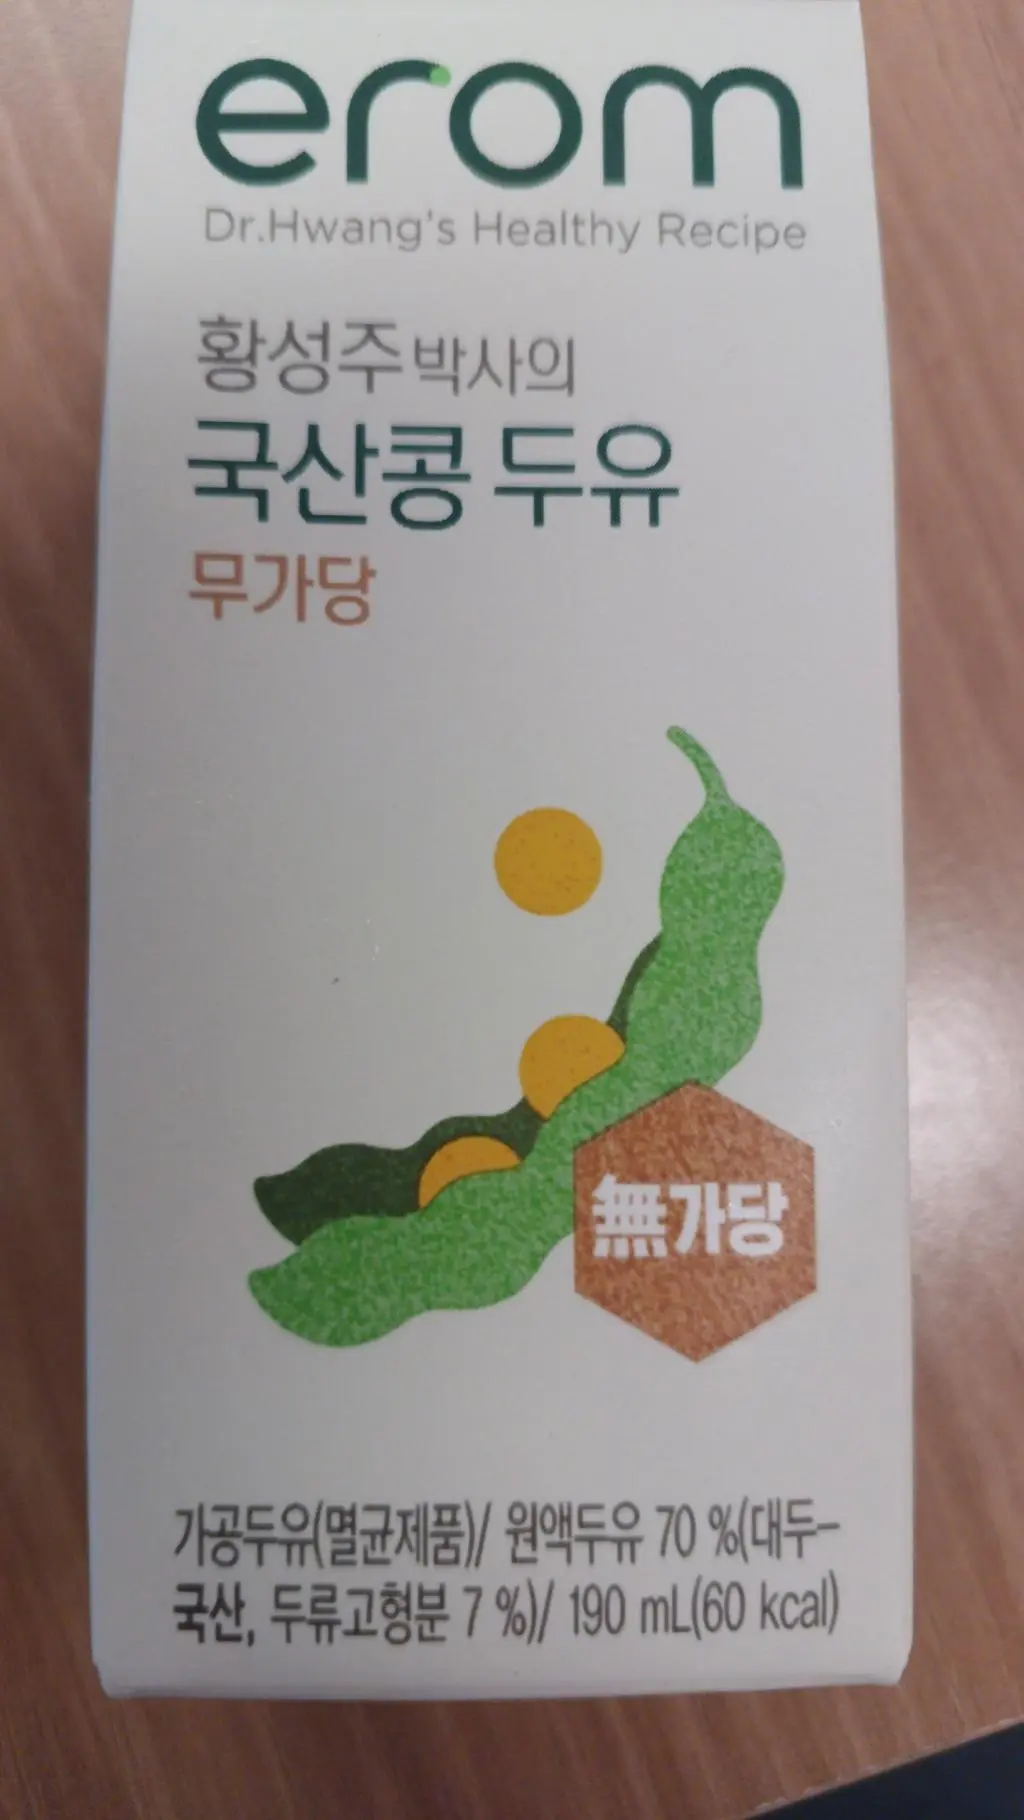 erom
Dr.Hwang's Healthy Recipe
황성주 박사의
국산콩 두유
무가당
無가당
가공두유(멸균제품)/ 원액두유 70 %(대두-
국산, 두류고형분 7 %)/ 190 mL(60 kcal)